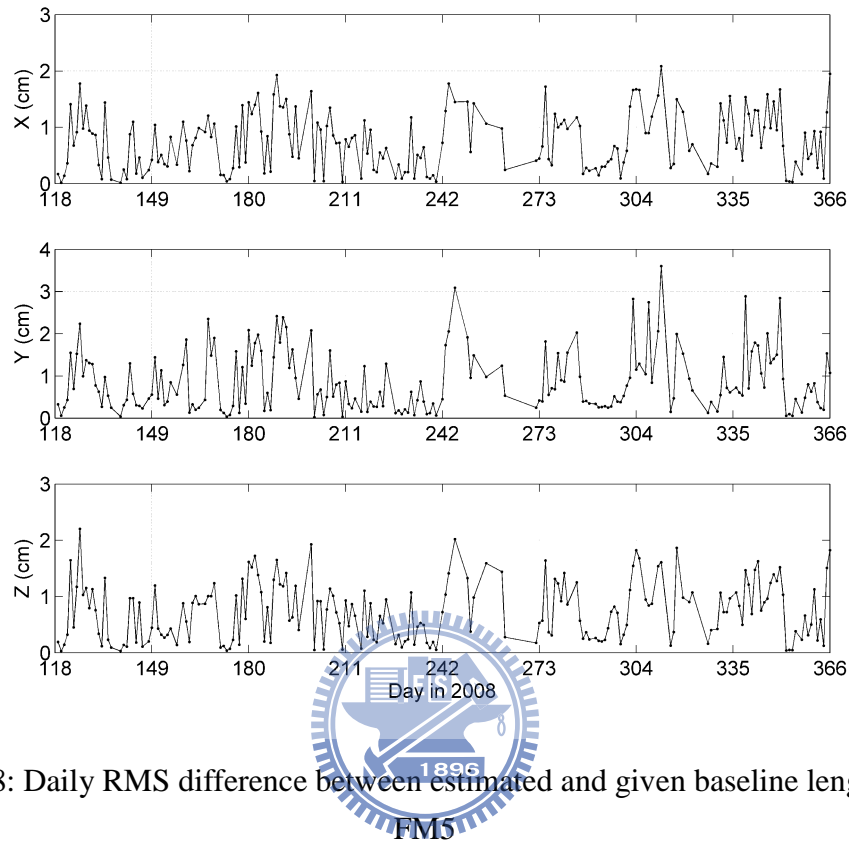 3
2
1
0
X (cm)
118 149 180 211 242 273 304 335 366
4
3
2
1
0
Y (cm)
118 149 180 211 242 273 304 335 366
3
2
1
0
Z (cm)
118 149 180 211 242 273 304 335 366
Day in 2008
ES
1896
8: Daily RMS difference between estimated and given baseline leng
FM5